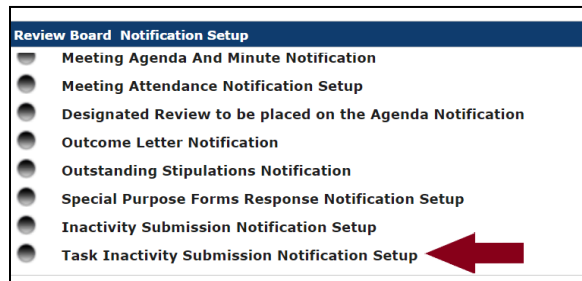 Review Board Notification Setup
Meeting Agenda And Minute Notification
Meeting Attendance Notification Setup
Designated Review to be placed on the Agenda Notification
Outcome Letter Notification
Outstanding Stipulations Notification
Special Purpose Forms Response Notification Setup
Inactivity Submission Notification Setup
Task Inactivity Submission Notification Setup